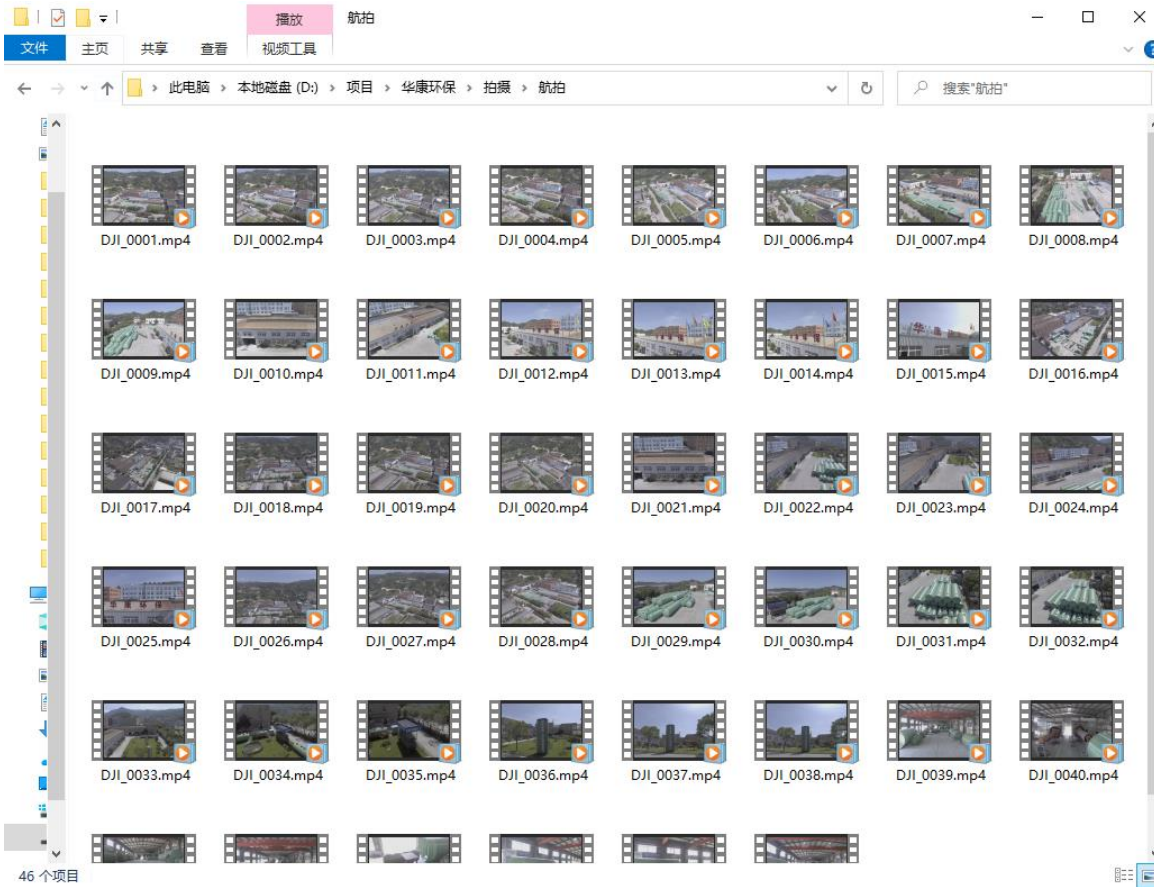 播放
航拍
文件
主页
共享
查看
视频工具
此电脑 › 本地磁盘 (D:) › 项目 › 华康环保 › 拍摄 › 航拍
搜索"航拍"
DJI_0001.mp4 DJI_0002.mp4 DJI_0003.mp4 DJI_0004.mp4 DJI_0005.mp4 DJI_0006.mp4 DJI_0007.mp4 DJI_0008.mp4
DJI_0009.mp4 DJI_0010.mp4 DJI_0011.mp4 DJI_0012.mp4 DJI_0013.mp4 DJI_0014.mp4 DJI_0015.mp4 DJI_0016.mp4
DJI_0017.mp4 DJI_0018.mp4 DJI_0019.mp4 DJI_0020.mp4 DJI_0021.mp4 DJI_0022.mp4 DJI_0023.mp4 DJI_0024.mp4
华康环保
DJI_0025.mp4 DJI_0026.mp4 DJI_0027.mp4 DJI_0028.mp4 DJI_0029.mp4 DJI_0030.mp4 DJI_0031.mp4 DJI_0032.mp4
DJI_0033.mp4 DJI_0034.mp4 DJI_0035.mp4 DJI_0036.mp4 DJI_0037.mp4 DJI_0038.mp4 DJI_0039.mp4 DJI_0040.mp4
46 个项目